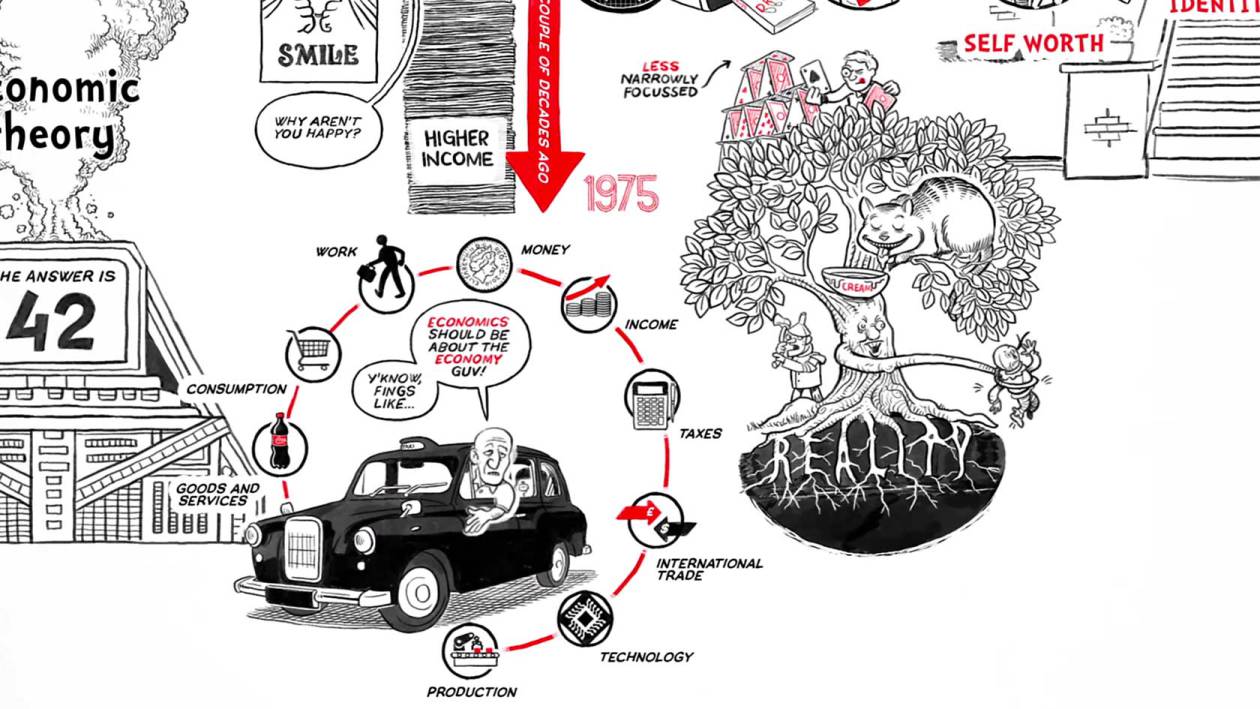 SMILE
WHY AREN'T
YOU HAPPY?
conomic
heory
HE ANSWER IS
42
HIGHER
INCOME
COUPLE OF DECADES AGO
1975
LESS
NARROWLY
FOCUSSED
SELF WORTH
IDENTIT
CREAM
REALITY
WORK
MONEY
INCOME
TAXES
INTERNATIONAL
TRADE
£
$
TECHNOLOGY
PRODUCTION
CONSUMPTION
GOODS AND
SERVICES
Y'KNOW,
FINGS
LIKE...
ECONOMICS
SHOULD BE
ABOUT THE
ECONOMY
GUV!
TAXI